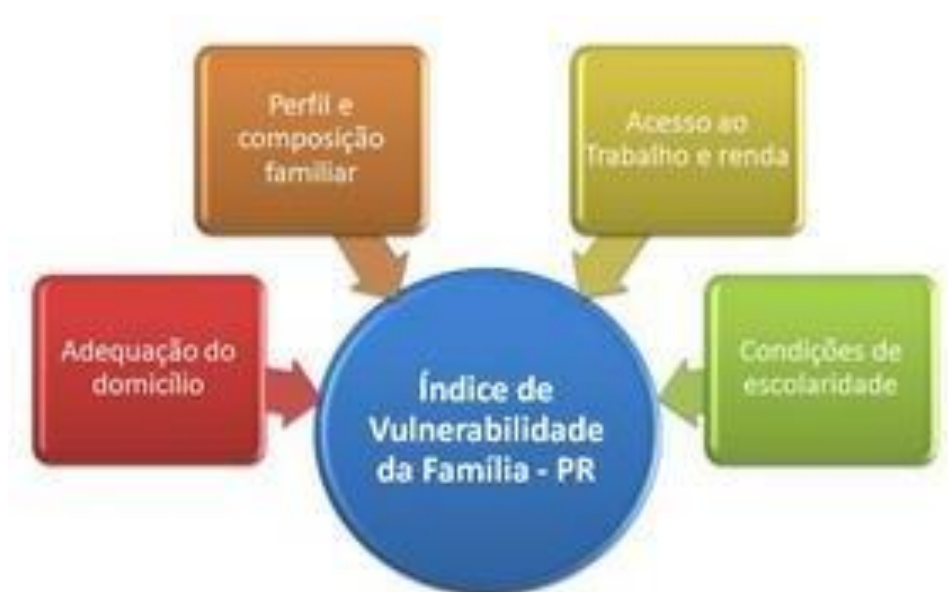 Perfil e
composição
familiar
Acesso ao
Trabalho e renda
Adequação do
domicílio
Condições de
escolaridade
Índice de
Vulnerabilidade
da Família - PR